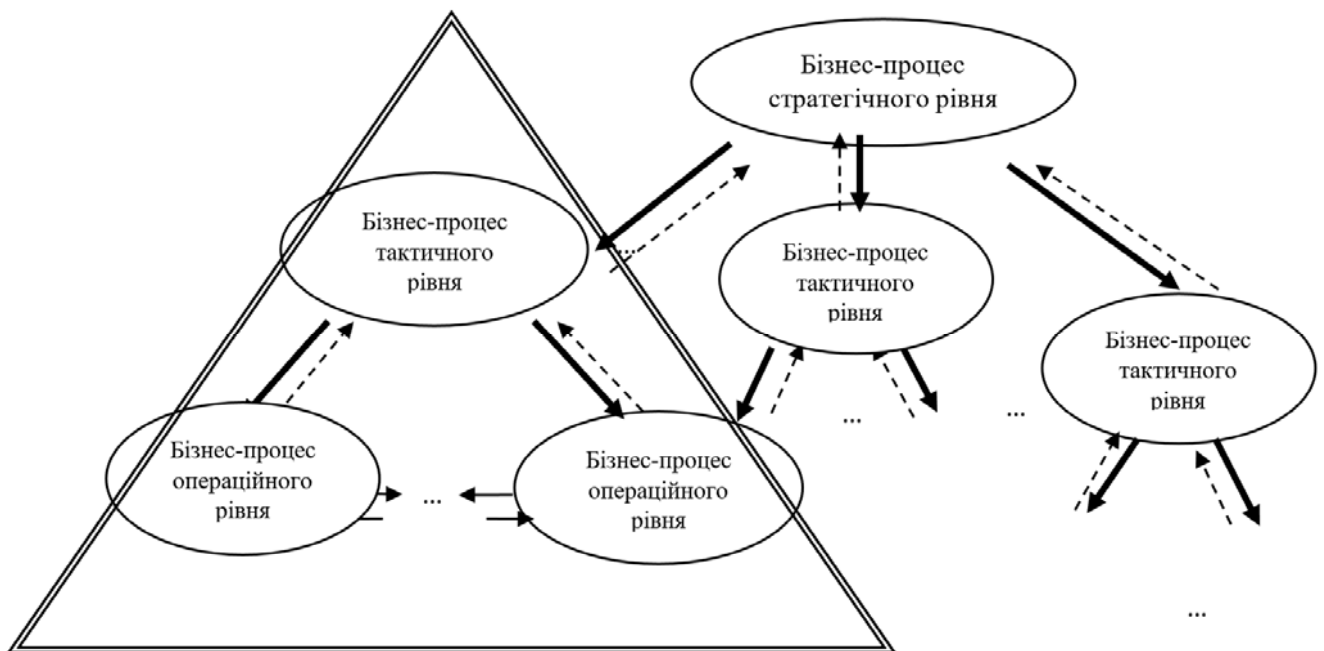 Бізнес-процес
стратегічного рівня
Бізнес-процес
тактичного
рівня
...
Бізнес-процес
тактичного
рівня
Бізнес-процес
тактичного
рівня
...
...
Бізнес-процес
операційного
рівня
...
Бізнес-процес
операційного
рівня
...